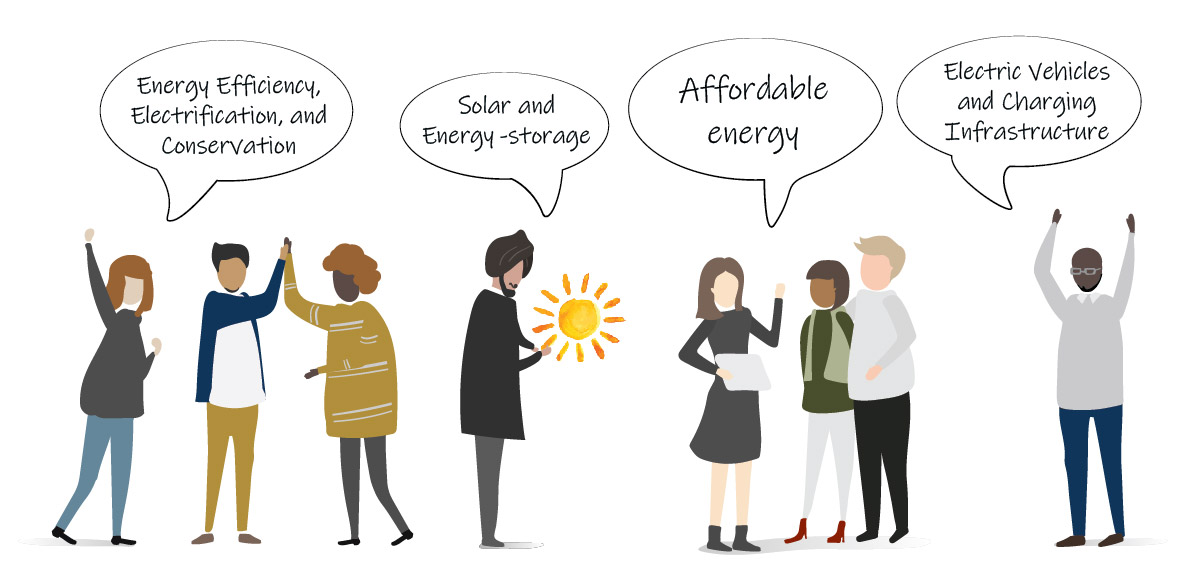 Energy Efficiency,
Electrification, and
Conservation
Solar and
Energy-storage
Affordable
energy
Electric Vehicles
and Charging
Infrastructure